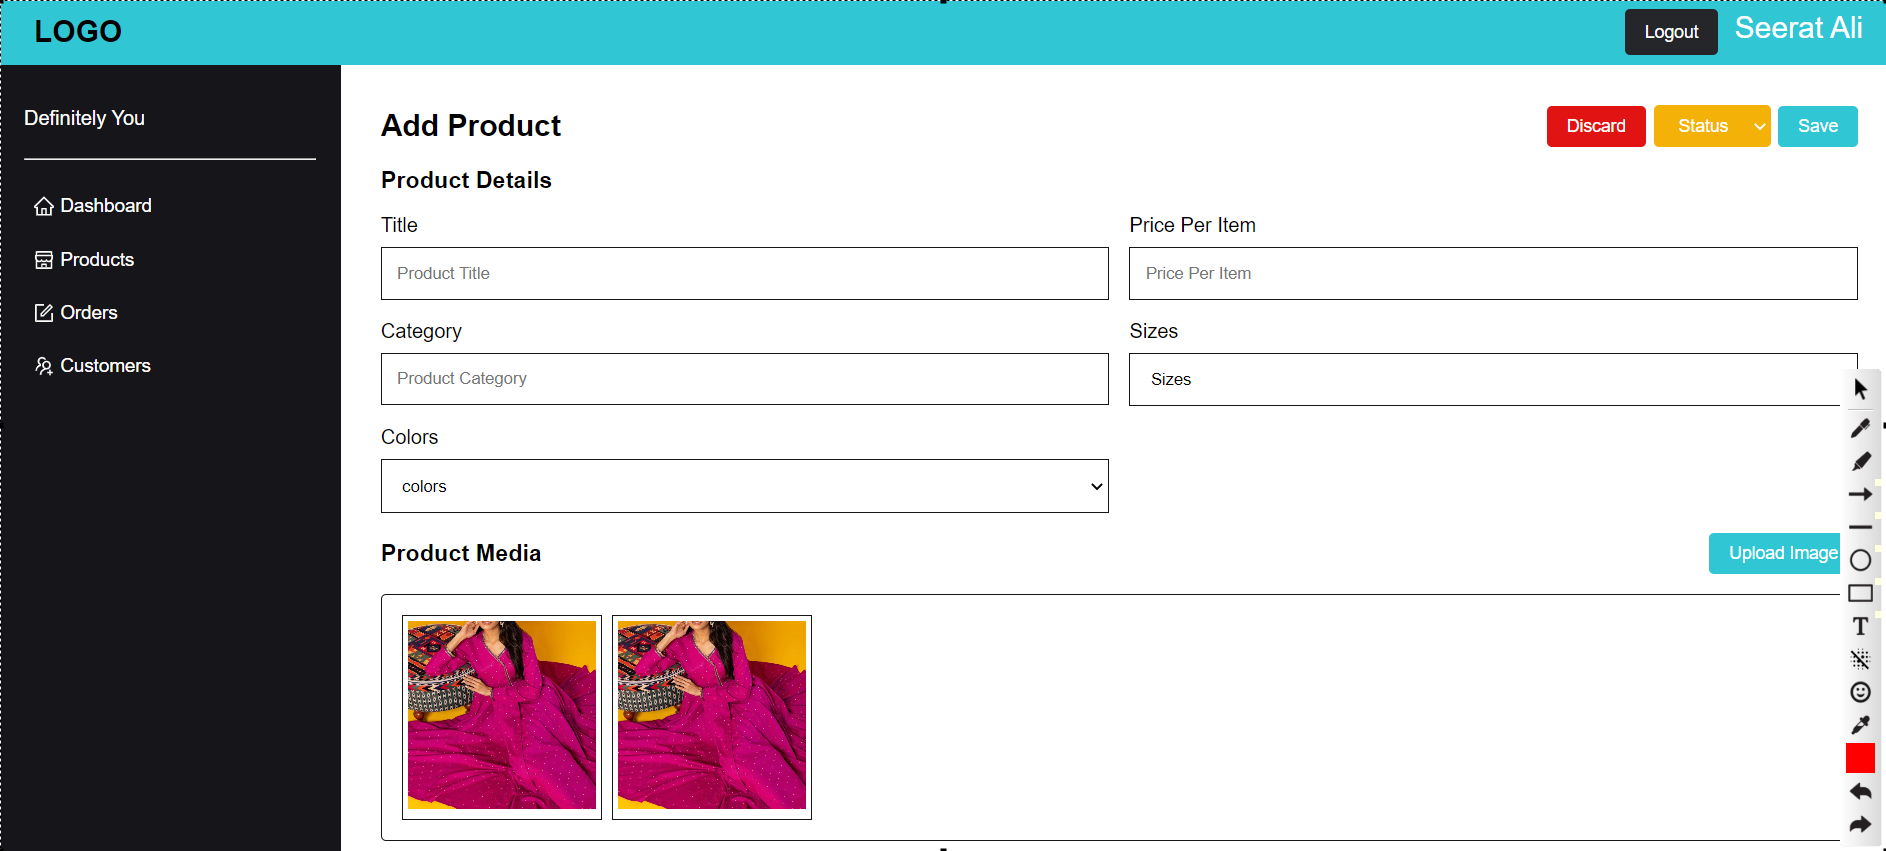 LOGO
Logout
Seerat Ali
Definitely You
Dashboard
Products
Orders
Customers
Add Product
Discard
Status
Save
Product Details
Title
Price Per Item
Product Title
Price Per Item
Category
Sizes
Product Category
Sizes
Colors
colors
Product Media
Upload Image
T